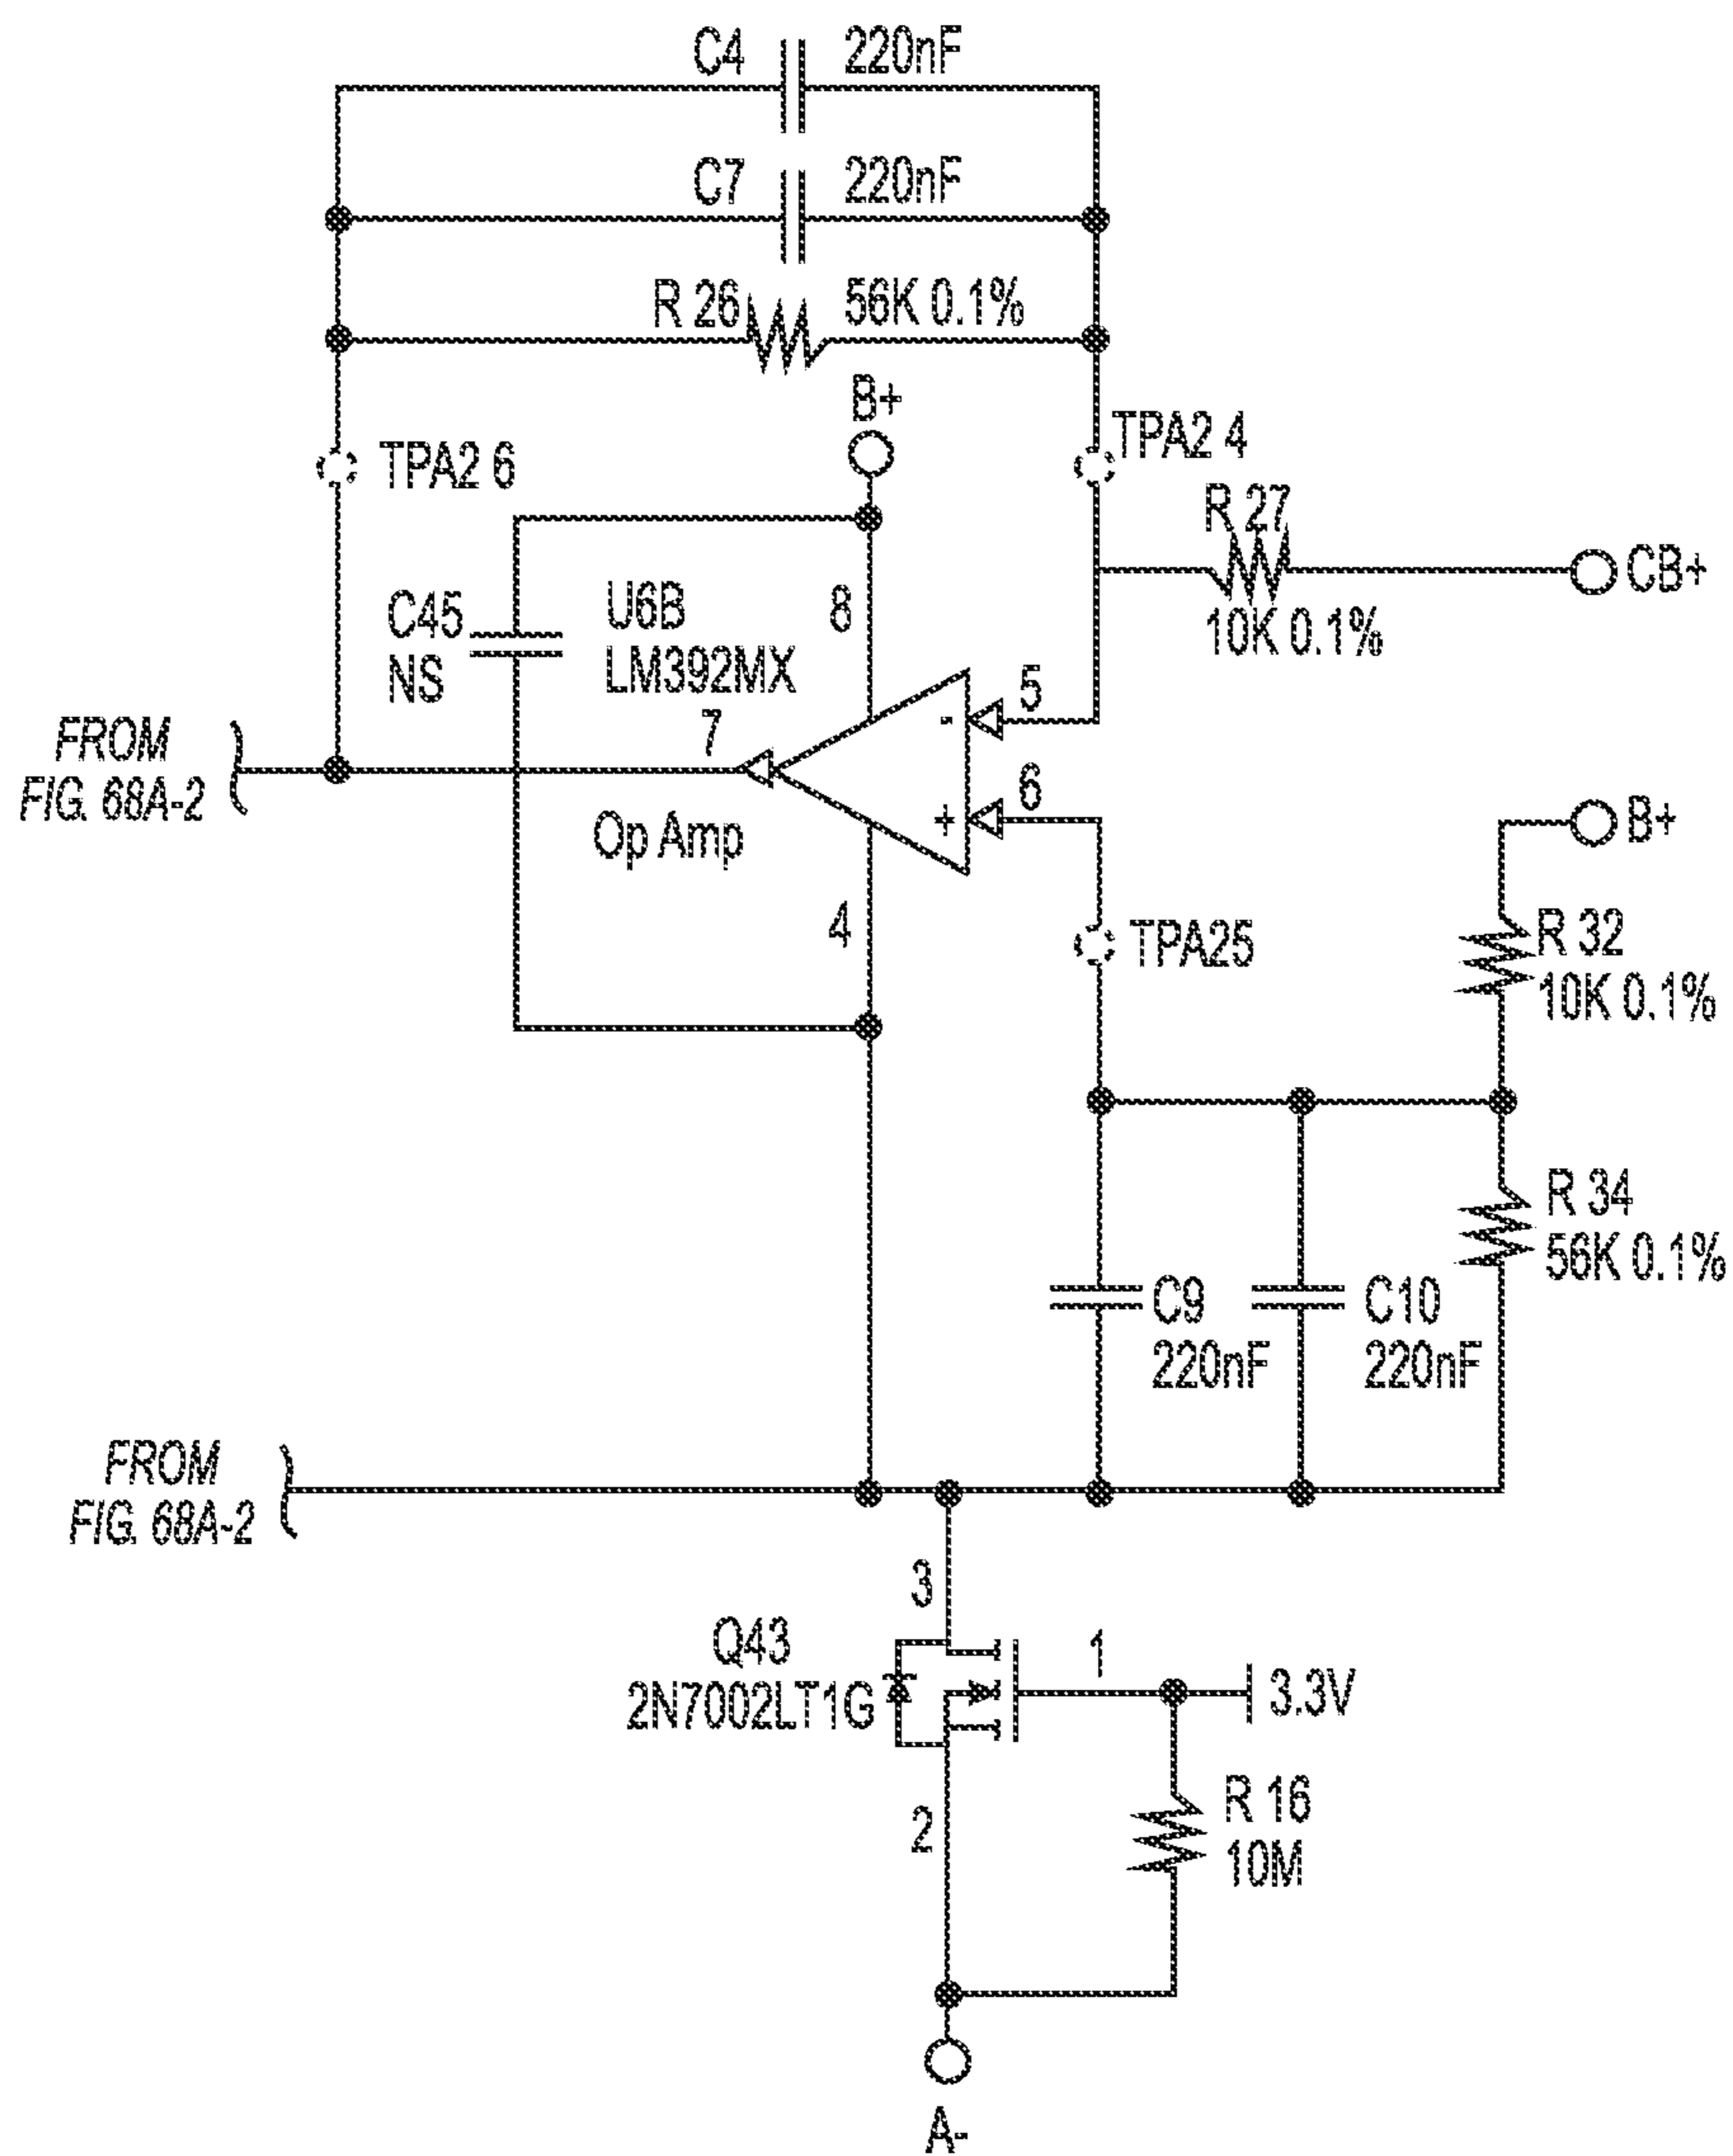 C4 220nF
C7 220nF
R 26 56K 0.1%
B+
TPA2 6
TPA2 4
R 27
CB+
10K 0.1%
C45
NS
U6B
LM392MX
8
5
-
7
FROM
FIG. 68A-2
6
+
Op Amp
B+
4
TPA25
R 32
10K 0.1%
R 34
56K 0.1%
C9
220nF
C10
220nF
FROM
FIG. 68A-2
3
Q43
2N7002LT1G
1
3.3V
2
R 16
10M
A-